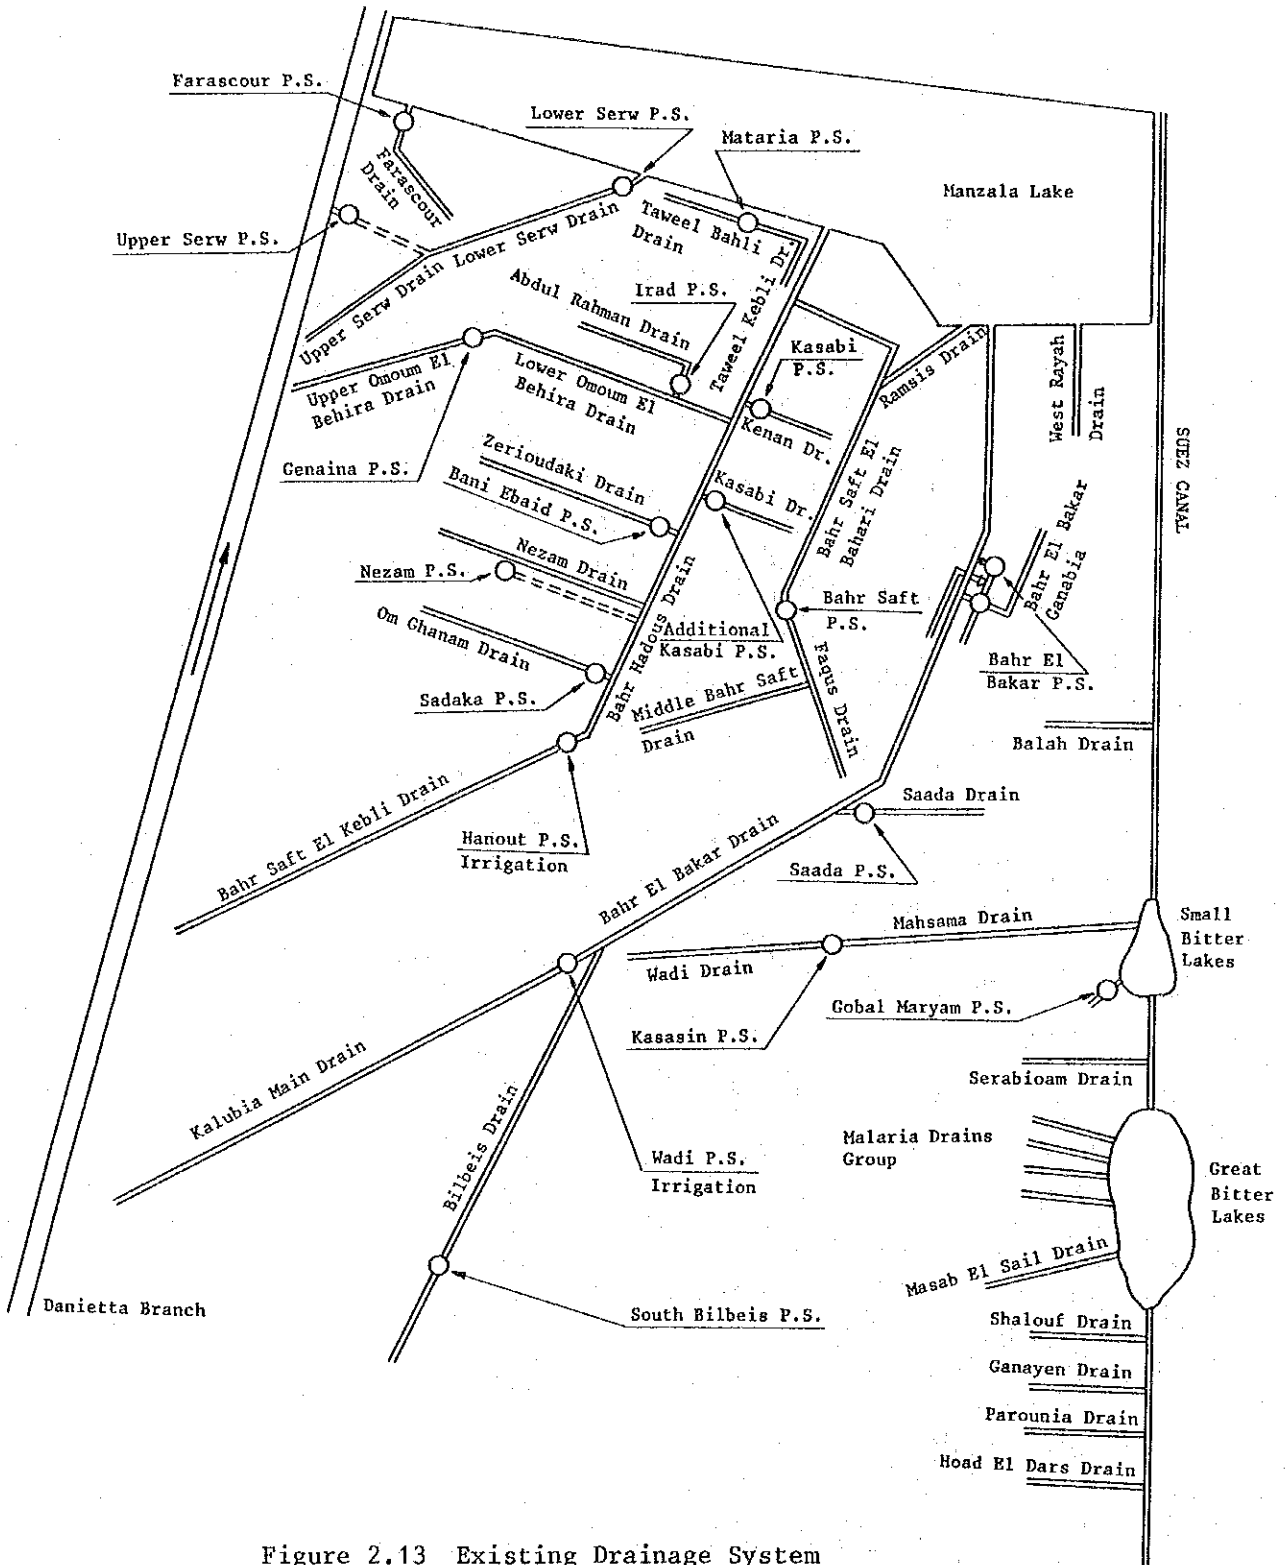 Farascour P.S.
Lower Serw P.S.
Mataria P.S.
Manzala Lake
Farascour
Drain
Upper Serw P.S.
Upper Serw Drain
Lower Serw Drain
Taweel Bahli
Drain
Taweel Kebli Dr.
Abdul Rahman Drain
Irad P.S.
Kasabi
P.S.
Ramsis Drain
West Rayah
Drain
SUEZ CANAL
Upper Omoum El
Behira Drain
Lower Omoum El
Behira Drain
Kenan Dr.
Genaina P.S.
Zerioudaki Drain
Bani Ebaid P.S.
Kasabi Dr.
Bahr Saft El
Bahari Drain
Nezam Drain
Nezam P.S.
Bahr El Bakar
Ganabia
Om Ghanam Drain
Bahr Hadous Drain
Additional
Kasabi P.S.
Bahr Saft
P.S.
Bahr El
Bakar P.S.
Sadaka P.S.
Middle Bahr Saft
Drain
Faqus Drain
Balah Drain
Bahr Saft El Kebli Drain
Hanout P.S.
Irrigation
Saada Drain
Saada P.S.
Bahr El Bakar Drain
Mahsama Drain
Small
Bitter
Lakes
Wadi Drain
Gobal Maryam P.S.
Kasasin P.S.
Kalubia Main Drain
Serabioam Drain
Bilbeis Drain
Malaria Drains
Group
Wadi P.S.
Irrigation
Great
Bitter
Lakes
Masab El Sail Drain
Danietta Branch
South Bilbeis P.S.
Shalouf Drain
Ganayen Drain
Parounia Drain
Hoad El Dars Drain
Figure 2.13 Existing Drainage System